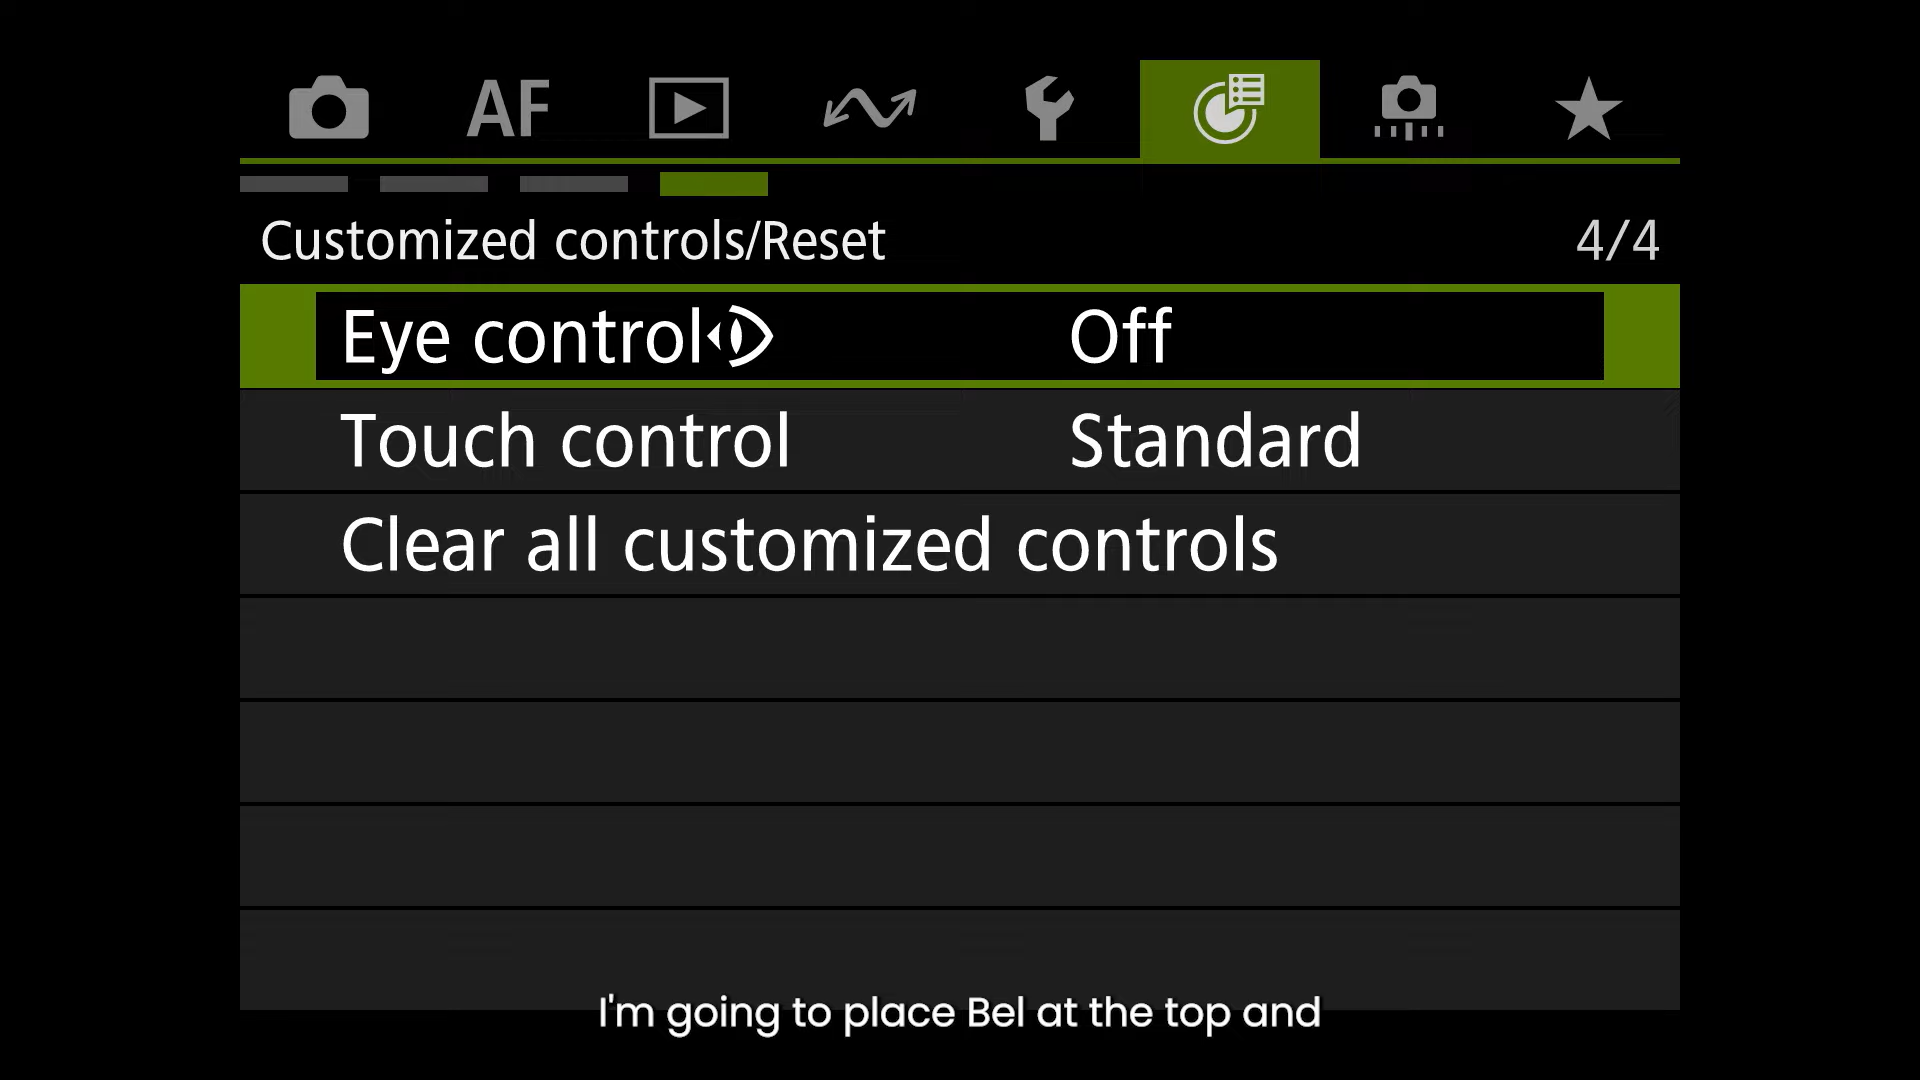 AF
Customized controls/Reset 4/4
Eye control Off
Touch control Standard
Clear all customized controls
I'm going to place Bel at the top and